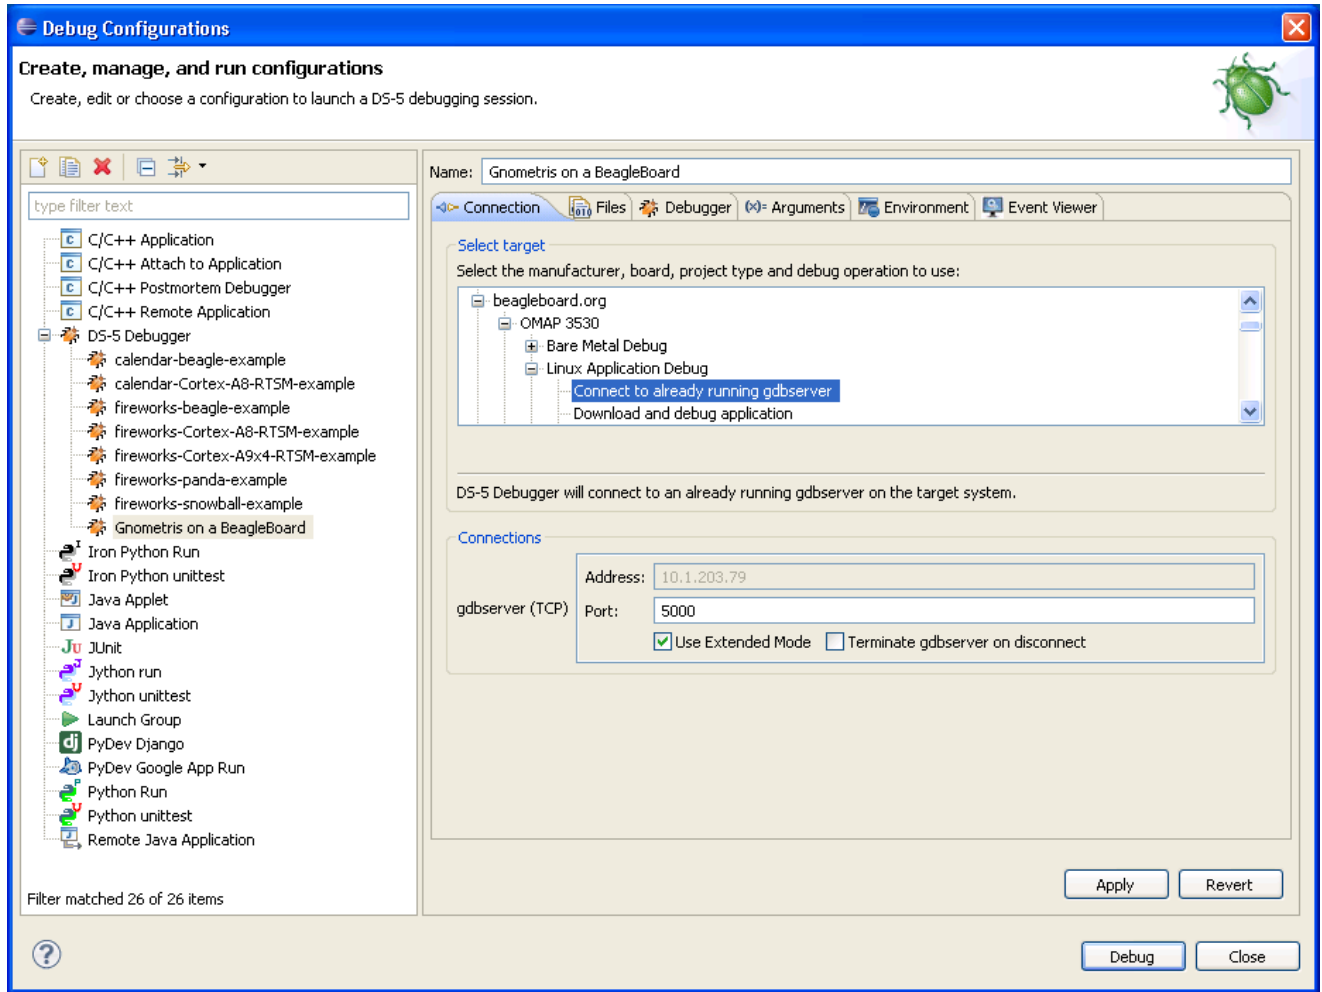 Debug Configurations
Create, manage, and run configurations
Create, edit or choose a configuration to launch a DS-5 debugging session.
type filter text
C/C++ Application
C/C++ Attach to Application
C/C++ Postmortem Debugger
C/C++ Remote Application
DS-5 Debugger
calendar-beagle-example
calendar-Cortex-A8-RTSM-example
fireworks-beagle-example
fireworks-Cortex-A8-RTSM-example
fireworks-Cortex-A9x4-RTSM-example
fireworks-panda-example
fireworks-snowball-example
Gnometris on a BeagleBoard
Iron Python Run
Iron Python unittest
Java Applet
Java Application
JUnit
Jython run
Jython unittest
Launch Group
PyDev Django
PyDev Google App Run
Python Run
Python unittest
Remote Java Application
Filter matched 26 of 26 items
Name: Gnometris on a BeagleBoard
Connection Files Debugger Arguments Environment Event Viewer
Select target
Select the manufacturer, board, project type and debug operation to use:
beagleboard.org
OMAP 3530
Bare Metal Debug
Linux Application Debug
Connect to already running gdbserver
Download and debug application
DS-5 Debugger will connect to an already running gdbserver on the target system.
Connections
gdbserver (TCP)
Address: 10.1.203.79
Port: 5000
Use Extended Mode Terminate gdbserver on disconnect
Apply Revert
Debug Close